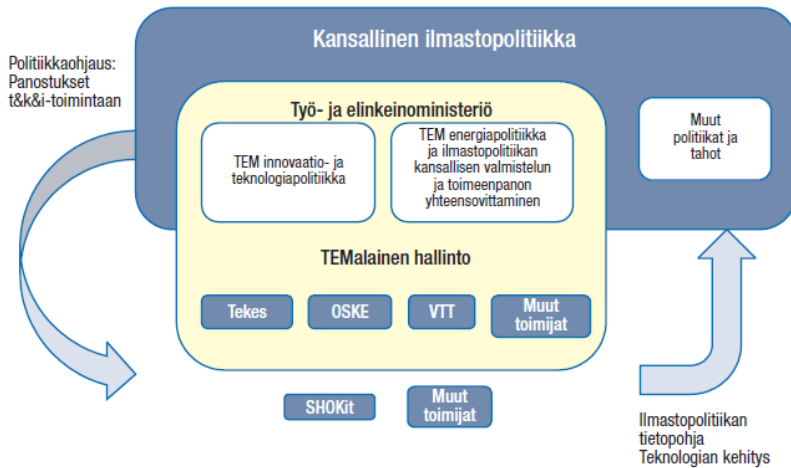 Kansallinen ilmastopolitiikka
Politiikkaohjaus:
Panostukset
t&k&i-toimintaan
Työ- ja elinkeinoministeriö
TEM innovaatio- ja
teknologiapolitiikka
TEM energiapolitiikka
ja ilmastopolitiikan
kansallisen valmistelun
ja toimeenpanon
yhteensovittaminen
Muut
politiikat ja
tahot
TEMalainen hallinto
Tekes
OSKE
VTT
Muut
toimijat
SHOKit
Muut
toimijat
Ilmastopolitiikan
tietopohja
Teknologian kehitys